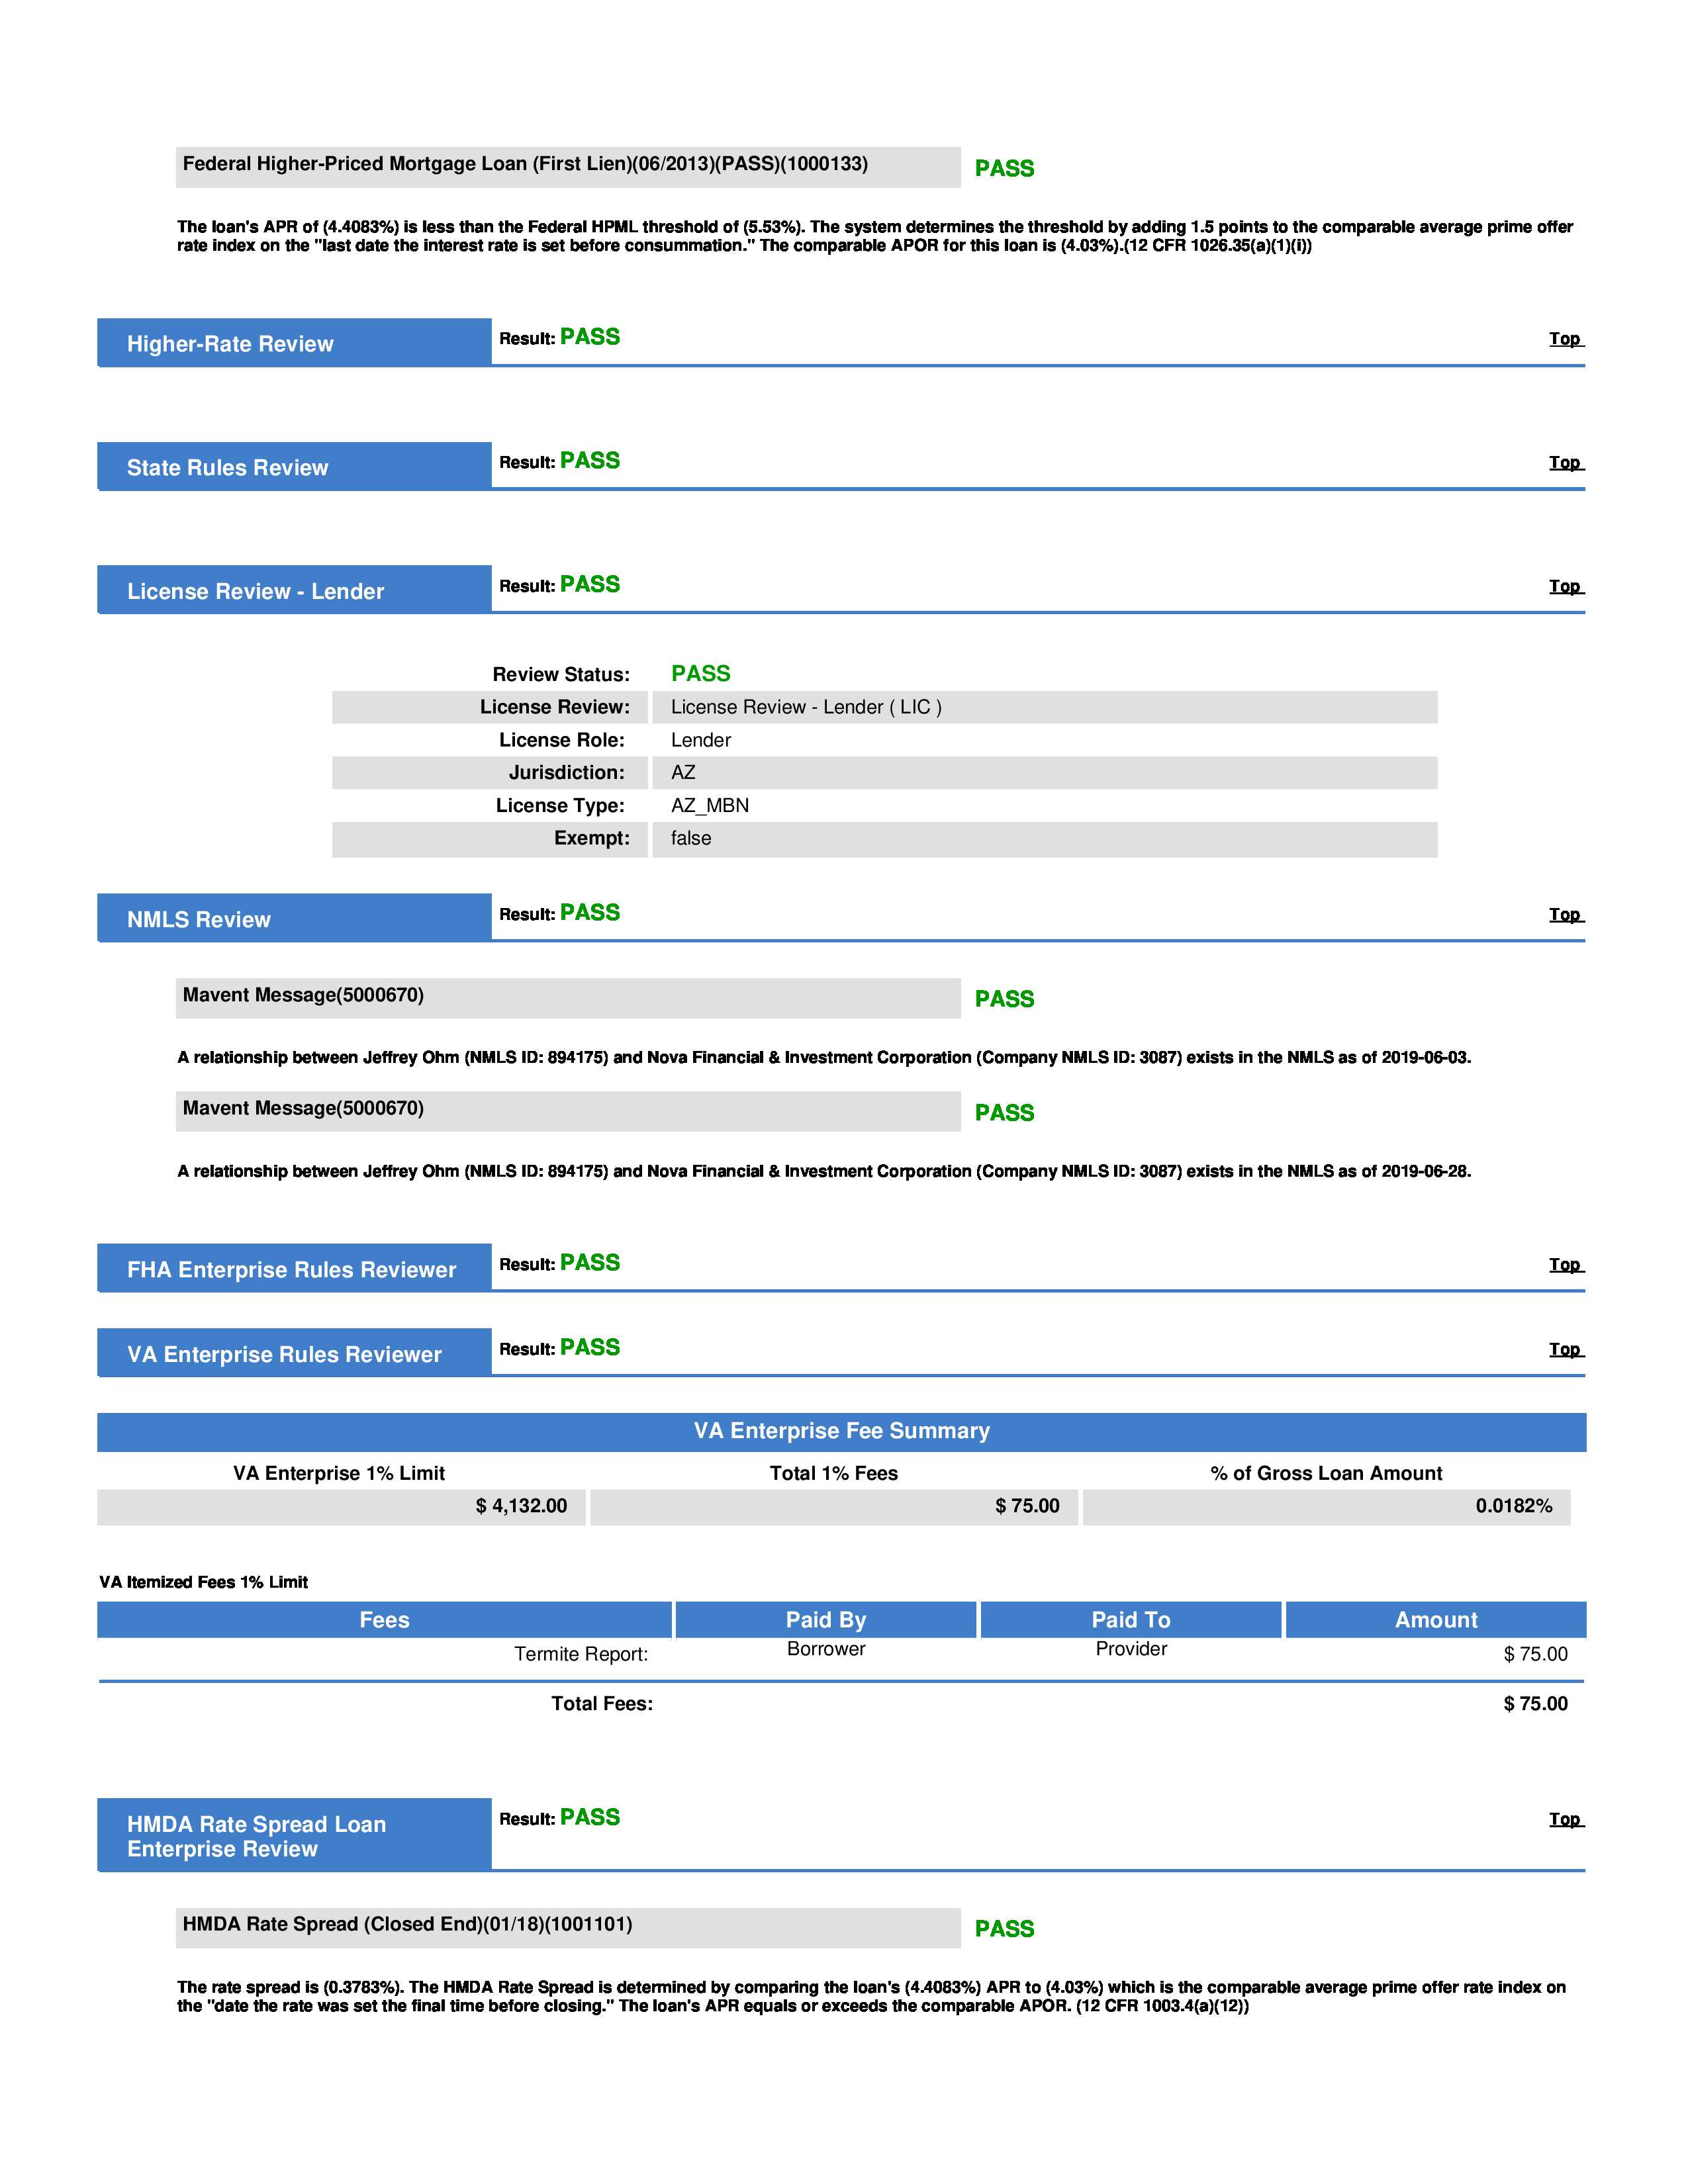 Federal Higher-Priced Mortgage Loan (First Lien)(06/2013)(PASS)(1000133) PASS
The loan's APR of (4.4083%) is less than the Federal HPML threshold of (5.53%). The system determines the threshold by adding 1.5 points to the comparable average prime offer
rate index on the "last date the interest rate is set before consummation." The comparable APOR for this loan is (4.03%).(12 CFR 1026.35(a)(1)(i))
Higher-Rate Review Result: PASS Top
State Rules Review Result: PASS Top
License Review - Lender Result: PASS Top
Review Status: PASS
License Review: License Review - Lender ( LIC )
License Role: Lender
Jurisdiction: AZ
License Type: AZ_MBN
Exempt: false
NMLS Review Result: PASS Top
Mavent Message(5000670) PASS
A relationship between Jeffrey Ohm (NMLS ID: 894175) and Nova Financial & Investment Corporation (Company NMLS ID: 3087) exists in the NMLS as of 2019-06-03.
Mavent Message(5000670) PASS
A relationship between Jeffrey Ohm (NMLS ID: 894175) and Nova Financial & Investment Corporation (Company NMLS ID: 3087) exists in the NMLS as of 2019-06-28.
FHA Enterprise Rules Reviewer Result: PASS Top
VA Enterprise Rules Reviewer Result: PASS Top
VA Enterprise Fee Summary
VA Enterprise 1% Limit Total 1% Fees % of Gross Loan Amount
$ 4,132.00 $ 75.00 0.0182%
VA Itemized Fees 1% Limit
Fees Paid By Paid To Amount
Termite Report: Borrower Provider $ 75.00
Total Fees: $ 75.00
HMDA Rate Spread Loan Result: PASS Top
Enterprise Review
HMDA Rate Spread (Closed End)(01/18)(1001101) PASS
The rate spread is (0.3783%). The HMDA Rate Spread is determined by comparing the loan's (4.4083%) APR to (4.03%) which is the comparable average prime offer rate index on
the "date the rate was set the final time before closing." The loan's APR equals or exceeds the comparable APOR. (12 CFR 1003.4(a)(12))